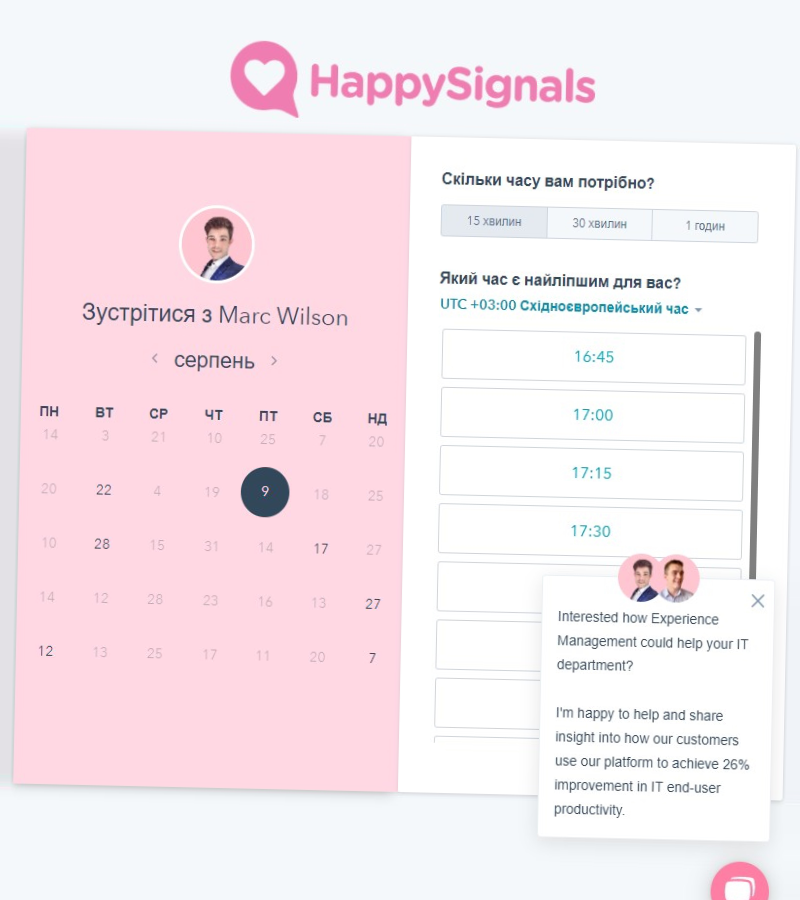 HappySignals
Зустрітися з Marc Wilson
серпень
ПН ВТ СР ЧТ ПТ СБ НД
14 3 21 10 25 7 20
20 22 4 19 9 18 25
10 28 15 31 14 17 27
14 12 28 23 16 13 27
12 13 25 17 11 20 7
Скільки часу вам потрібно?
15 хвилин 30 хвилин 1 годин
Який час є найліпшим для вас?
UTC +03:00 Східноєвропейський час
16:45
17:00
17:15
17:30
Interested how Experience
Management could help your IT
department?
I'm happy to help and share
insight into how our customers
use our platform to achieve 26%
improvement in IT end-user
productivity.